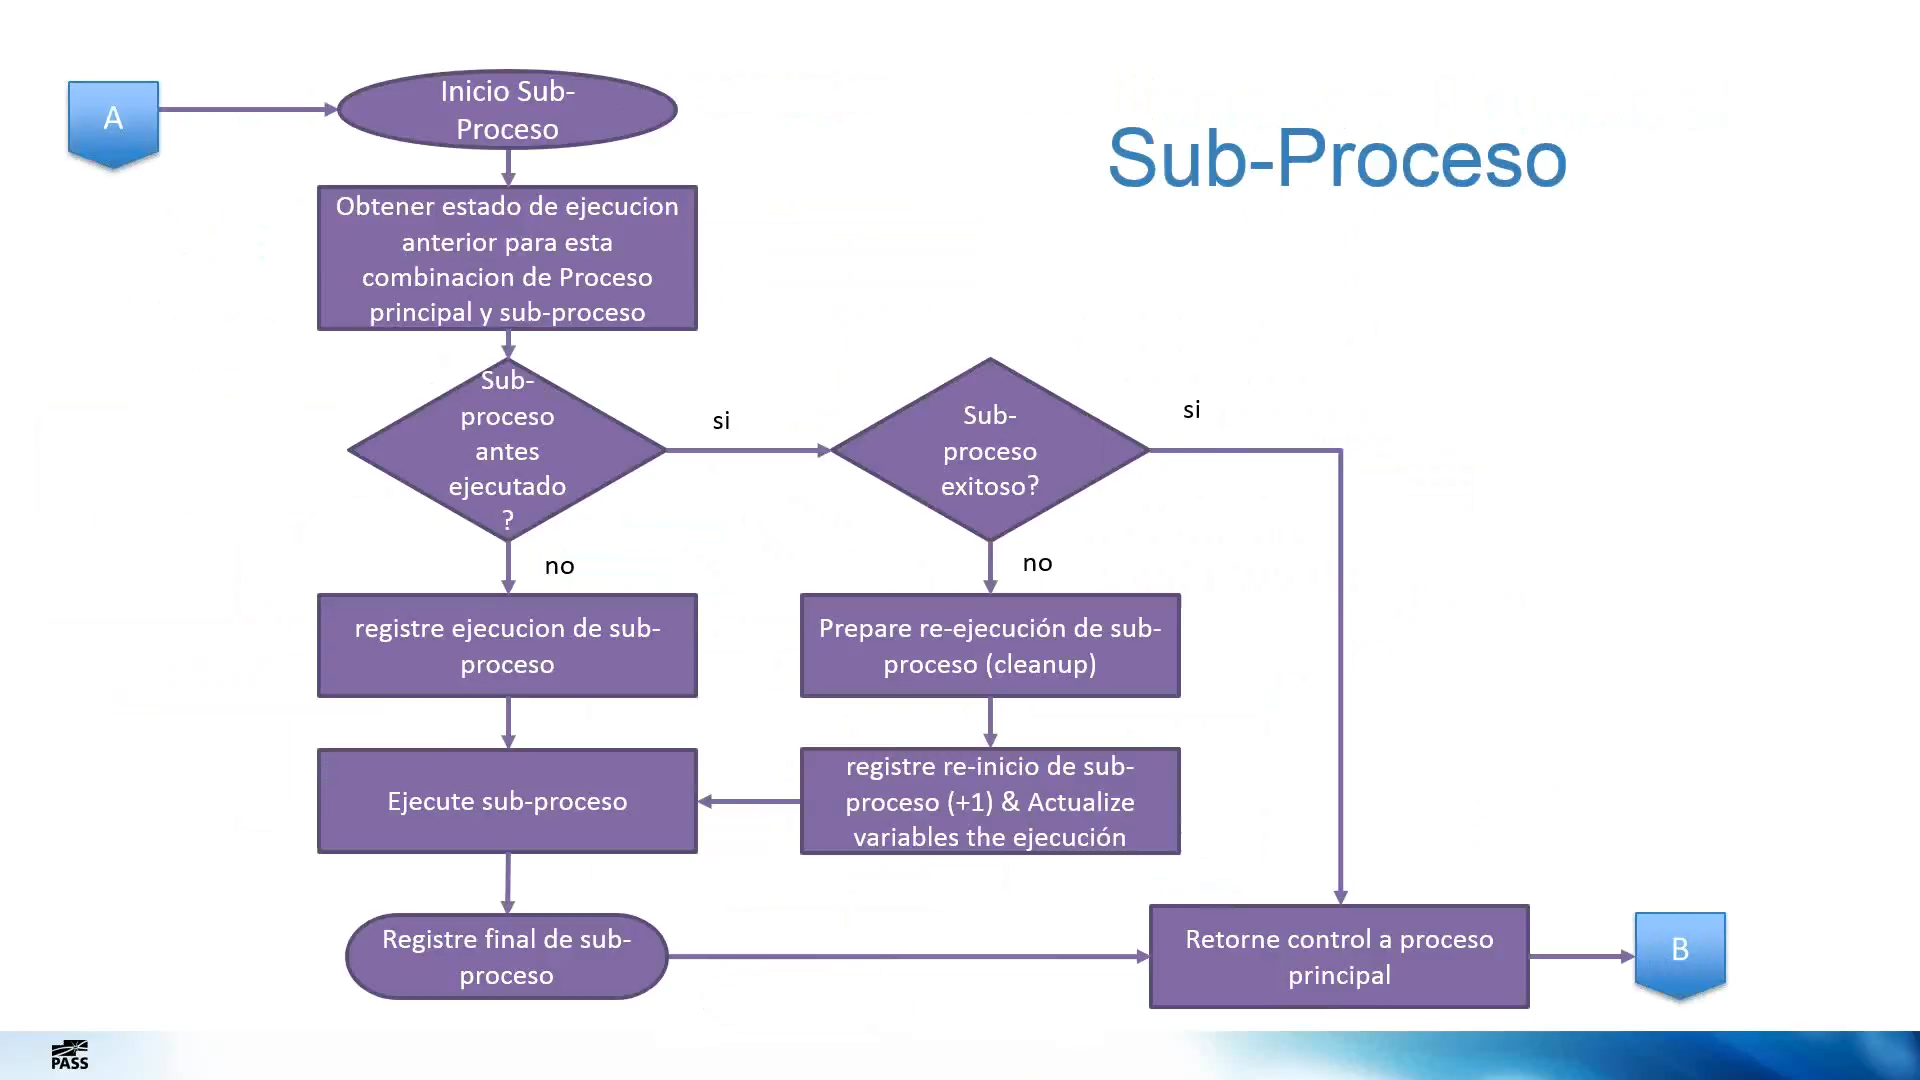 A
Inicio Sub-
Proceso
Sub-Proceso
Obtener estado de ejecucion
anterior para esta
combinacion de Proceso
principal y sub-proceso
Sub-
proceso
antes
ejecutado
?
si
Sub-
proceso
exitoso?
si
no
no
registre ejecucion de sub-
proceso
Prepare re-ejecución de sub-
proceso (cleanup)
Ejecute sub-proceso
registre re-inicio de sub-
proceso (+1) & Actualize
variables the ejecución
Registre final de sub-
proceso
Retorne control a proceso
principal
B
PASS